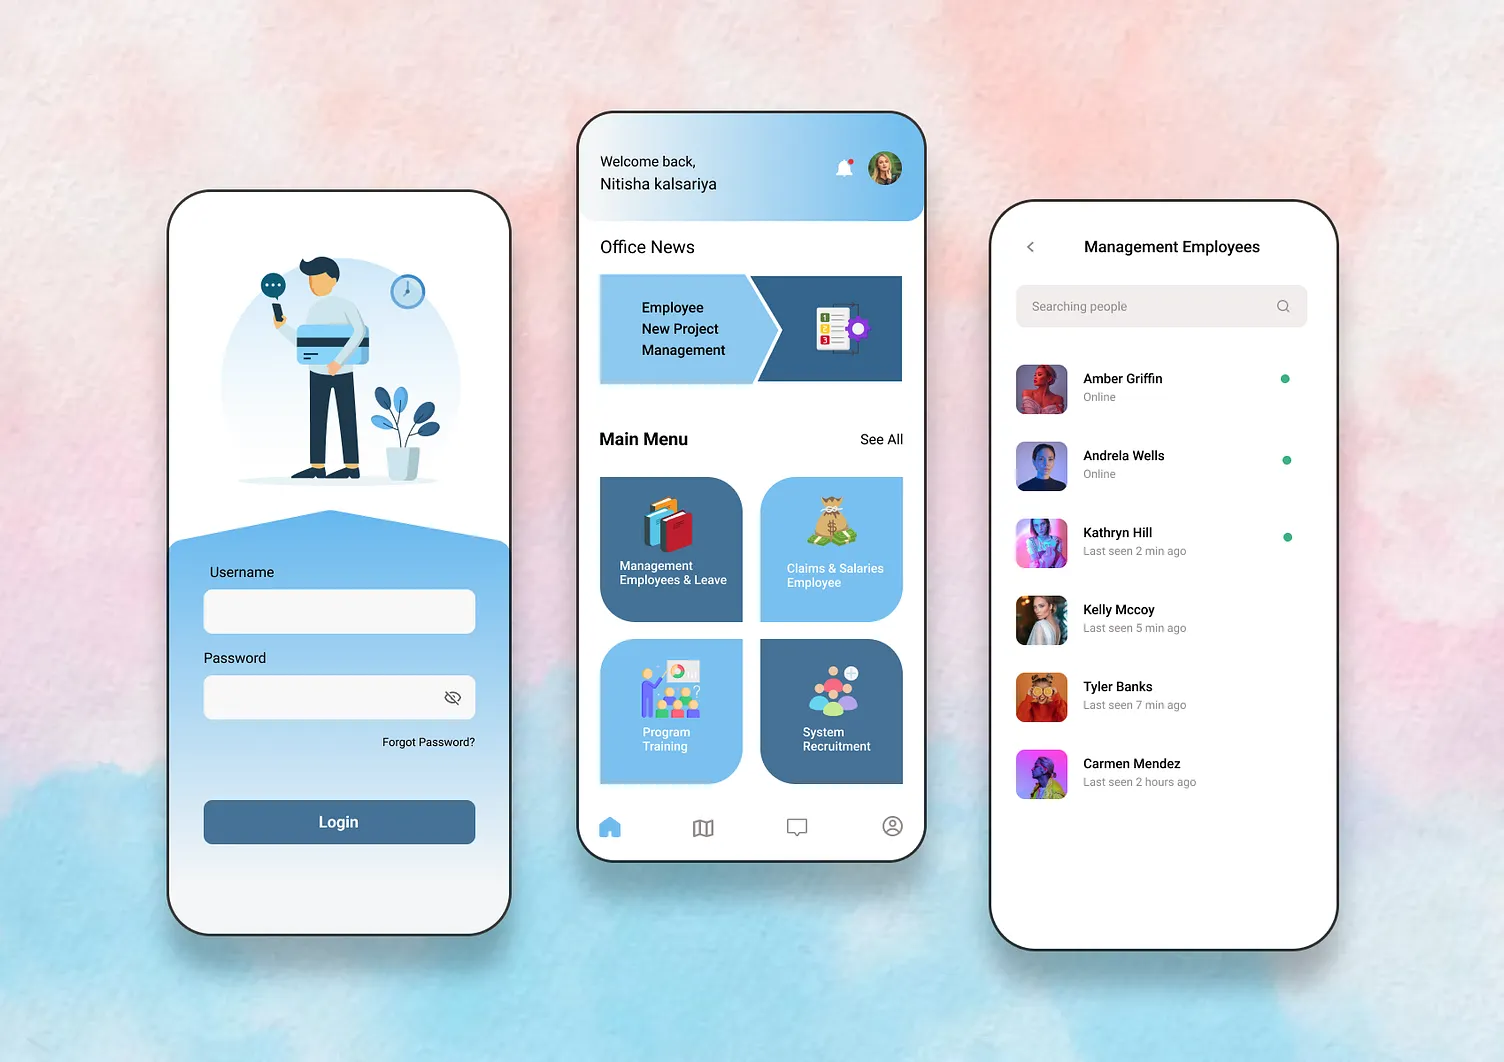 Username
Password
Forgot Password?
Login
Welcome back,
Nitisha kalsariya
Office News
Employee
New Project
Management
1
2
3
Main Menu
See All
Management
Employees & Leave
Claims & Salaries
Employee
Program
Training
System
Recruitment
Management Employees
Searching people
Amber Griffin
Online
Andrela Wells
Online
Kathryn Hill
Last seen 2 min ago
Kelly Mccoy
Last seen 5 min ago
Tyler Banks
Last seen 7 min ago
Carmen Mendez
Last seen 2 hours ago